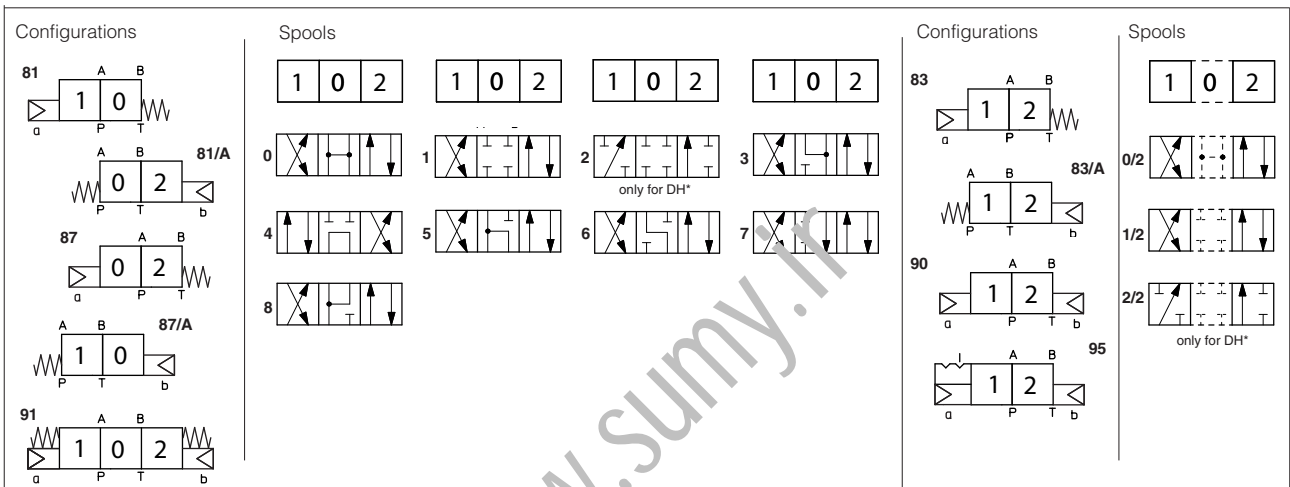 Configurations
Spools
Configurations
Spools
81
A B
1 0
a P T
81/A
A B
0 2
P T b
87
A B
0 2
a P T
87/A
A B
1 0
P T b
91
A B
1 0 2
a P T b
1 0 2
1 0 2
1 0 2
1 0 2
0
1
2
3
only for DH*
4
5
6
7
8
83
A B
1 2
a P T
83/A
A B
1 2
P T b
90
A B
1 2
a P T b
95
A B
1 2
a P T b
1 0 2
0/2
1/2
2/2
only for DH*
w.sumy.ir